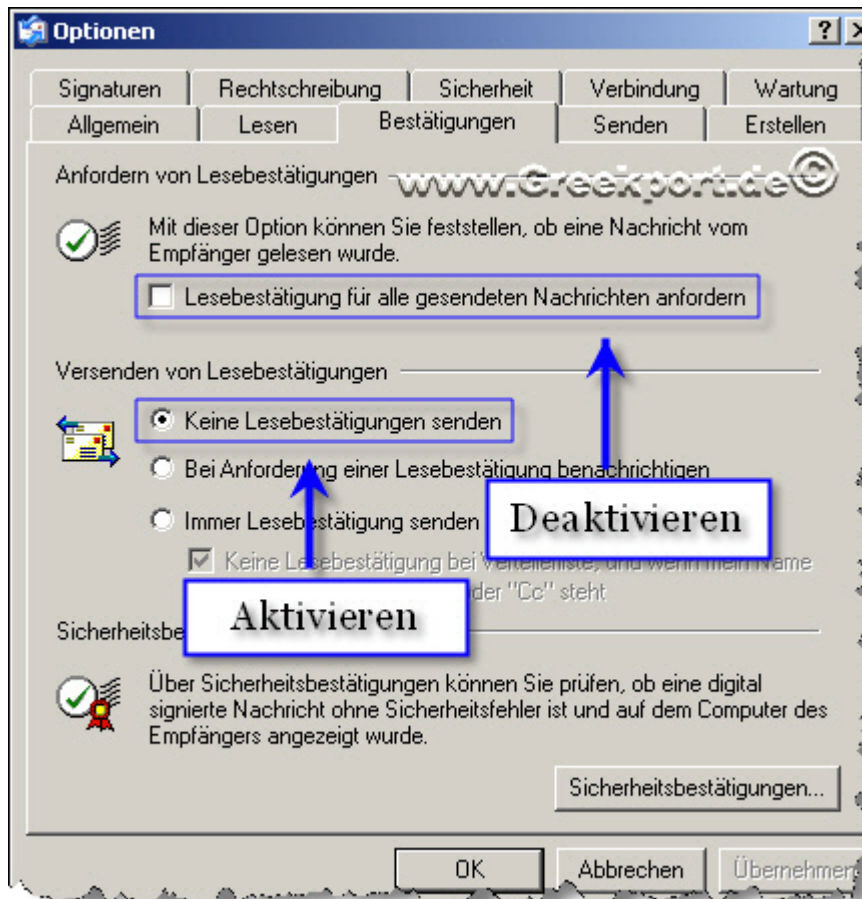 Optionen
Signaturen Rechtschreibung Sicherheit Verbindung Wartung
Allgemein Lesen Bestätigungen Senden Erstellen
Anfordern von Lesebestätigungen
www.Greekport.de©
Mit dieser Option können Sie feststellen, ob eine Nachricht vom
Empfänger gelesen wurde.
Lesebestätigung für alle gesendeten Nachrichten anfordern
Versenden von Lesebestätigungen
Keine Lesebestätigungen senden
Bei Anforderung einer Lesebestätigung benachrichtigen
Immer Lesebestätigung senden
Deaktivieren
Keine Lesebestätigung bei Verteilerliste, und wenn mein Name
oder "Cc" steht
Aktivieren
Über Sicherheitsbestätigungen können Sie prüfen, ob eine digital
signierte Nachricht ohne Sicherheitsfehler ist und auf dem Computer des
Empfängers angezeigt wurde.
Sicherheitsbestätigungen...
OK Abbrechen Übernehmen